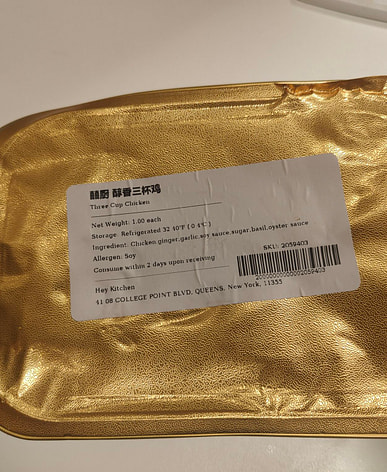 囍厨 醇香三杯鸡
Three Cup Chicken
Net Weight: 1.00 each
Storage: Refrigerated 32 40°F ( 0 4°C)
Ingredient: Chicken,ginger,garlic,soy sauce,sugar,basil,oyster sauce
Allergen: Soy
SKU: 2059403
Consume within 2 days upon receiving
Hey Kitchen
41 08 COLLEGE POINT BLVD, QUEENS, New York, 11355